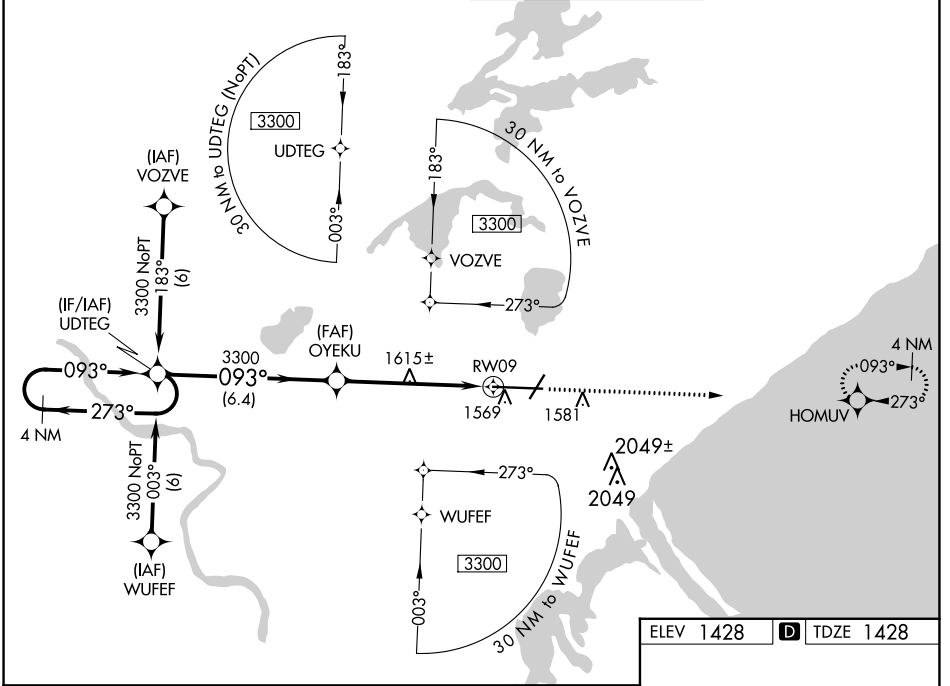 30 NM to UDTEG (NoPT)
183°
3300
UDTEG
003°
30 NM to VOZVE
183°
3300
VOZVE
273°
(IAF)
VOZVE
3300 NoPT
183°
(6)
(IF/IAF)
UDTEG
093°
273°
4 NM
3300
093°
(6.4)
(FAF)
OYEKU
1615±
RW09
1569
1581
4 NM
093°
273°
HOMUV
3300 NoPT
003°
(6)
(IAF)
WUFEF
2049±
2049
273°
WUFEF
3300
003°
30 NM to WUFEF
ELEV 1428 D TDZE 1428